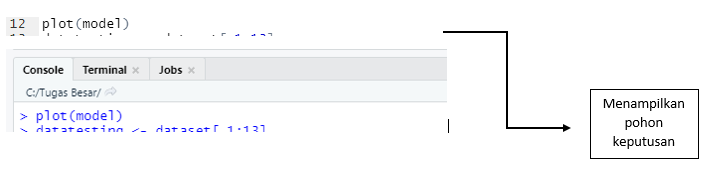 12 plot(model)
Console Terminal Jobs
C:/Tugas Besar/
> plot(model)
> datatesting <- dataset[,1:13]
Menampilkan
pohon
keputusan